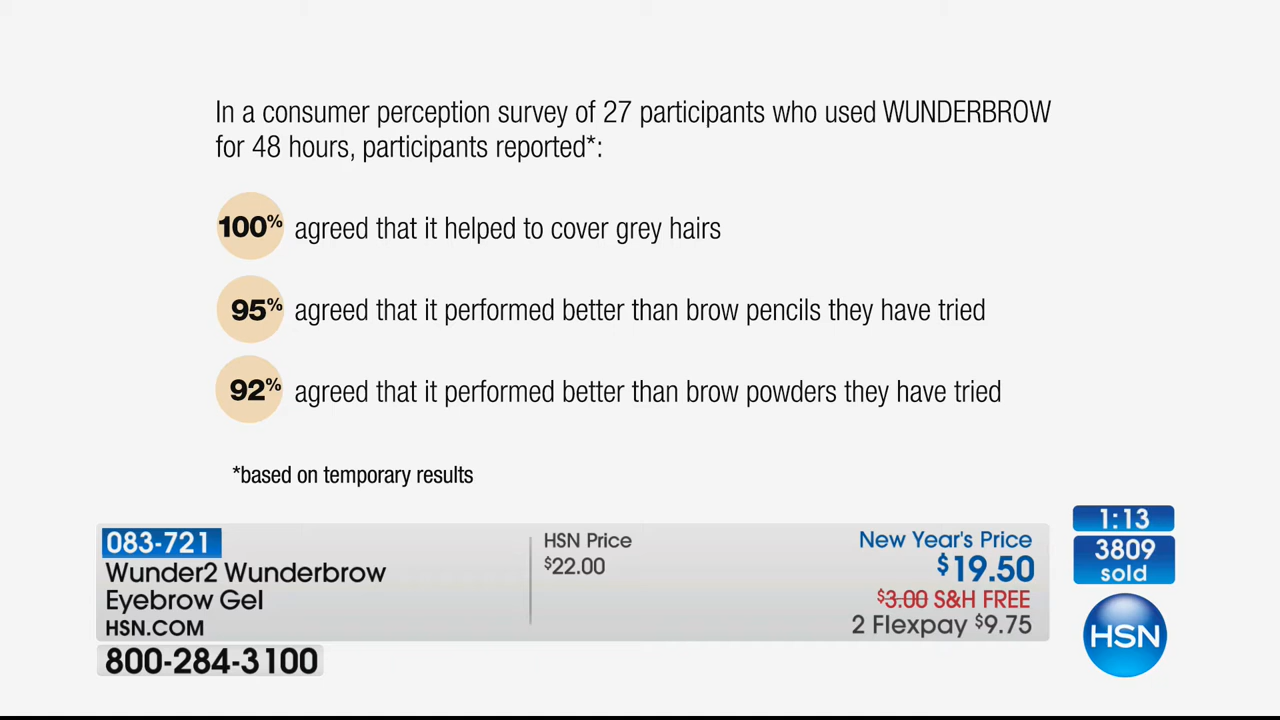 In a consumer perception survey of 27 participants who used WUNDERBROW
for 48 hours, participants reported*:
100% agreed that it helped to cover grey hairs
95% agreed that it performed better than brow pencils they have tried
92% agreed that it performed better than brow powders they have tried
*based on temporary results
083-721
Wunder2 Wunderbrow
Eyebrow Gel
HSN.COM
800-284-3100
HSN Price
$22.00
New Year's Price
$19.50
$3.00 S&H FREE
2 Flexpay $9.75
1:13
3809
sold
HSN